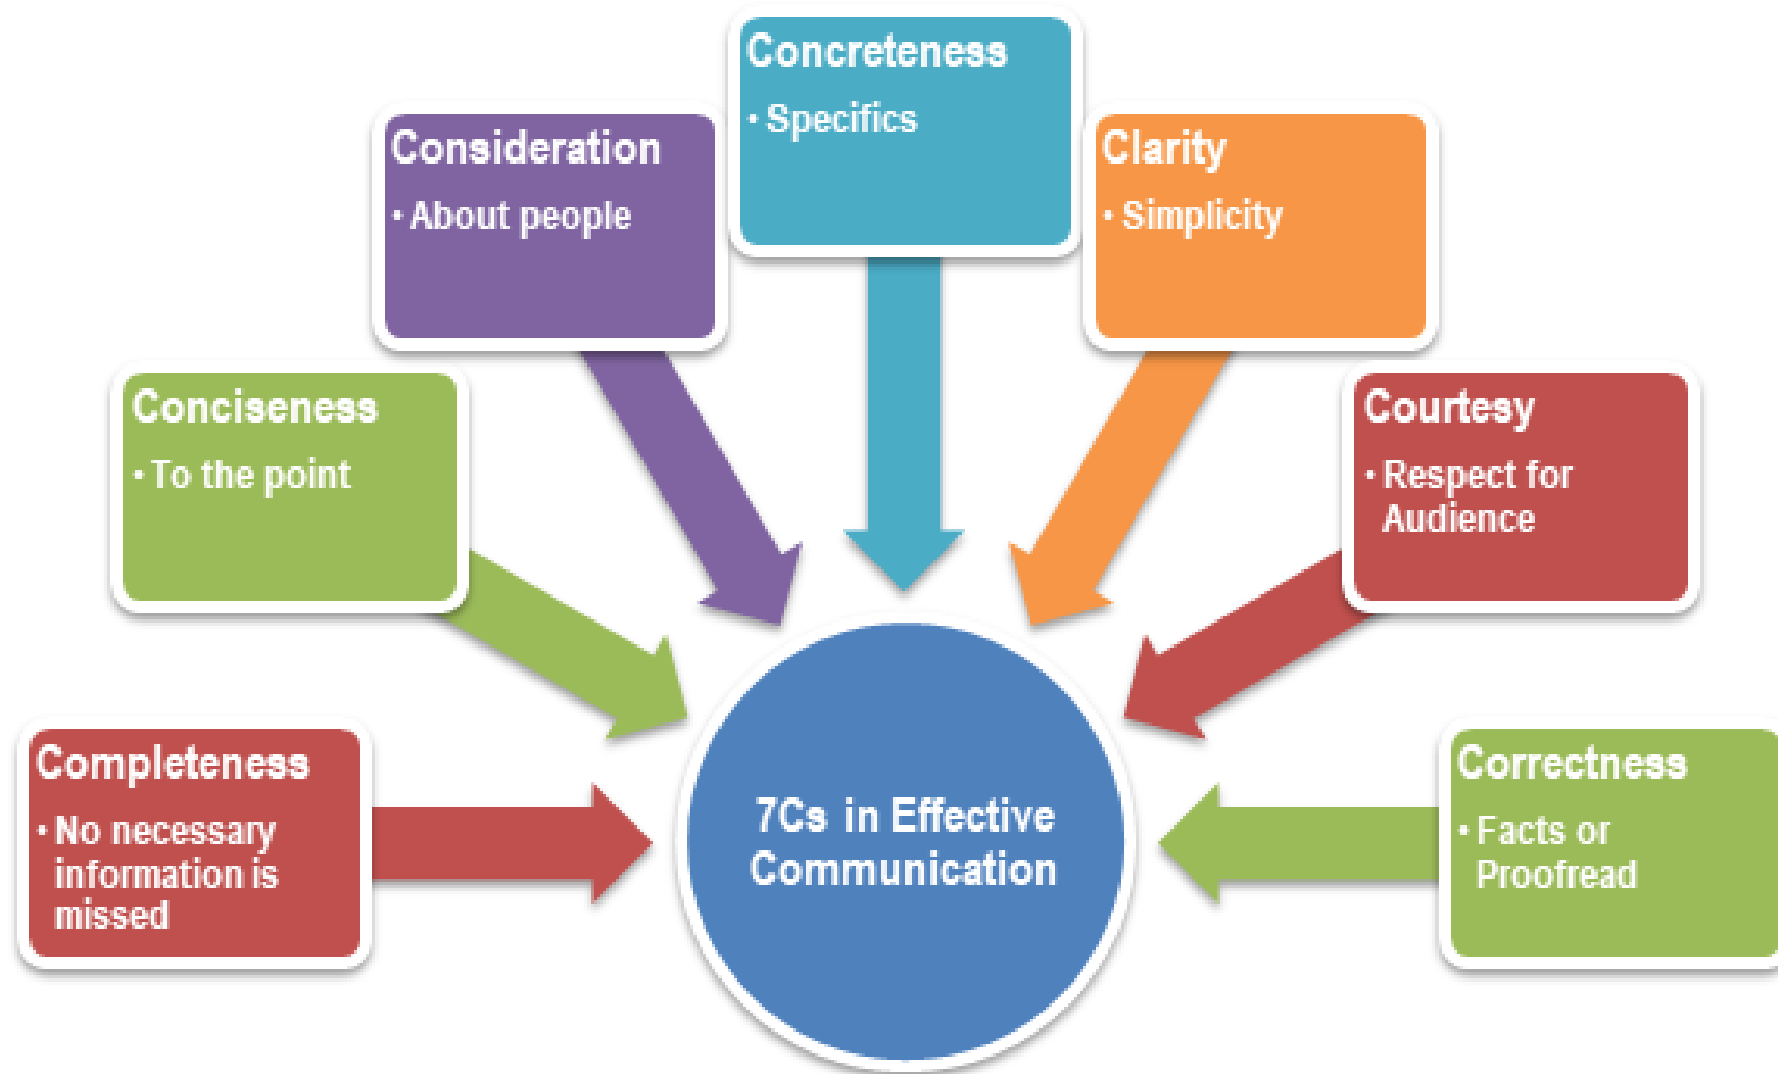 Completeness
• No necessary
information is
missed
Conciseness
• To the point
Consideration
• About people
Concreteness
• Specifics
Clarity
• Simplicity
Courtesy
• Respect for
Audience
Correctness
• Facts or
Proofread
7Cs in Effective
Communication